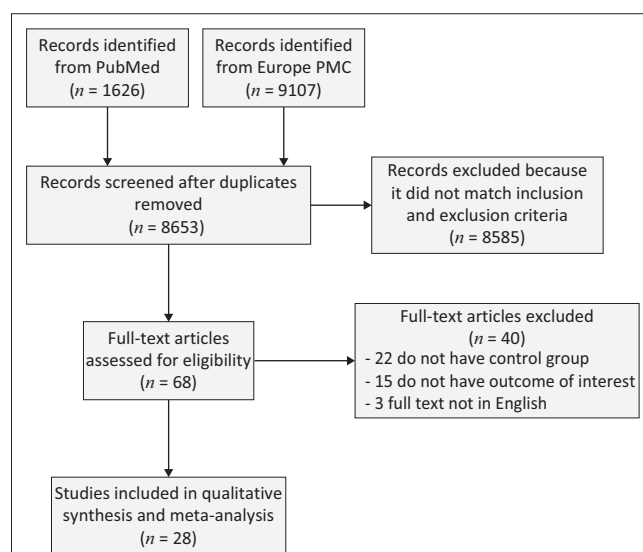 Records identified
from PubMed
(n = 1626)
Records identified
from Europe PMC
(n = 9107)
Records screened after duplicates
removed
(n = 8653)
Records excluded because
it did not match inclusion
and exclusion criteria
(n = 8585)
Full-text articles
assessed for eligibility
(n = 68)
Full-text articles excluded
(n = 40)
- 22 do not have control group
- 15 do not have outcome of interest
- 3 full text not in English
Studies included in qualitative
synthesis and meta-analysis
(n = 28)